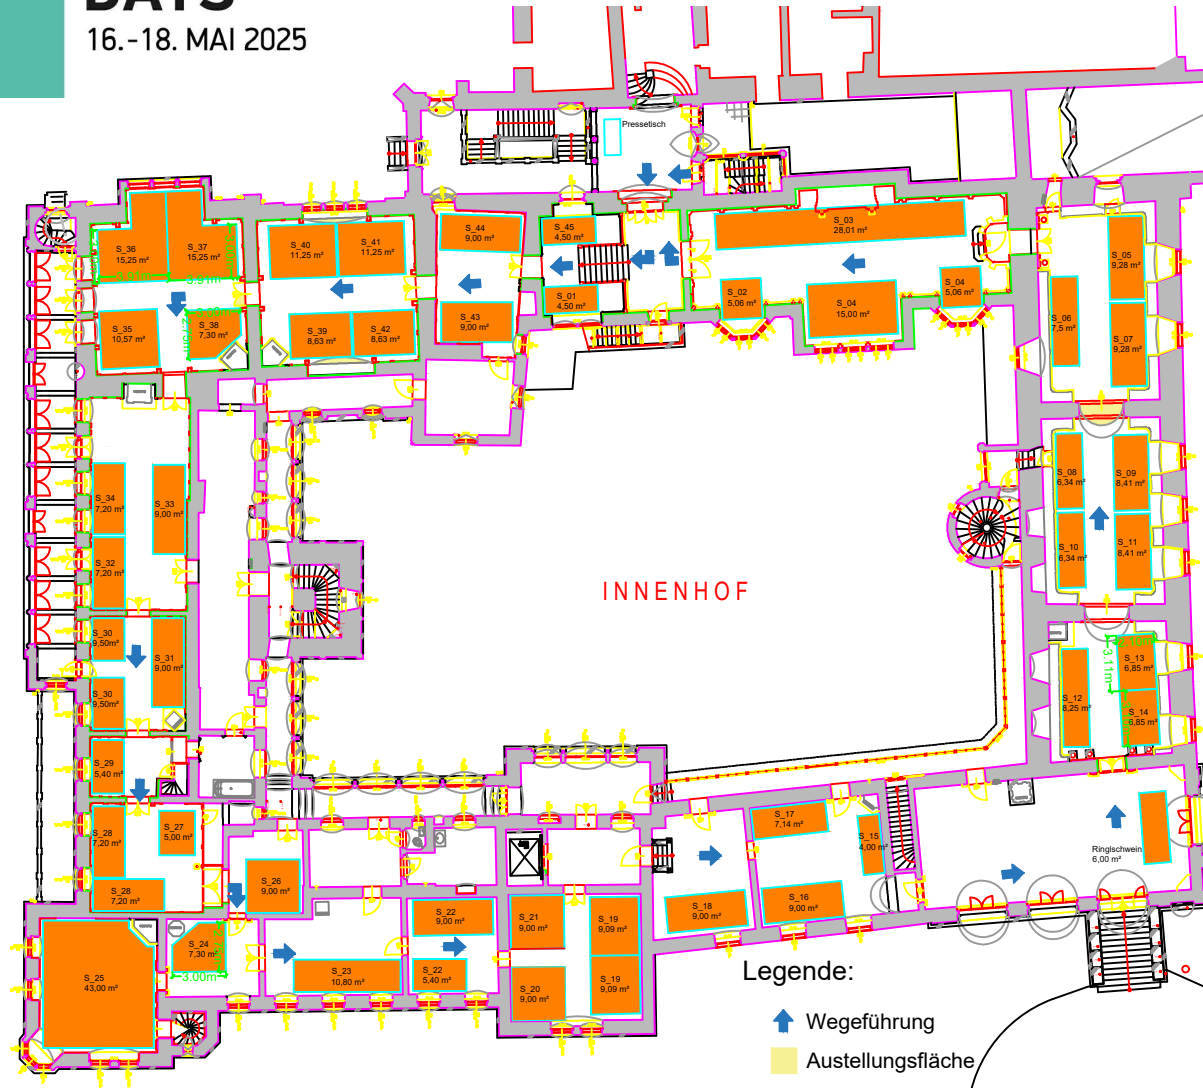 DAYS
16.-18. MAI 2025
Pressetisch
S_36
15,25 m²
S_37
15,25 m²
3.91m
3.91m
S_35
10,57 m²
S_38
7,30 m²
S_40
11,25 m²
S_41
11,25 m²
S_39
8,63 m²
S_42
8,63 m²
S_44
9,00 m²
S_43
9,00 m²
S_45
4,50 m²
S_01
4,50 m²
S_03
28,01 m²
S_02
5,06 m²
S_04
15,00 m²
S_04
5,06 m²
S_05
9,28 m²
S_06
7,5 m²
S_07
9,28 m²
S_08
6,34 m²
S_09
8,41 m²
S_10
6,34 m²
S_11
8,41 m²
S_12
8,25 m²
3.11m
S_13
6,85 m²
S_14
6,85 m²
S_34
7,20 m²
S_33
9,00 m²
S_32
7,20 m²
S_30
9,50m²
S_31
9,00 m²
S_30
9,50m²
S_29
5,40 m²
S_28
7,20 m²
S_27
5,00 m²
S_28
7,20 m²
S_26
9,00 m²
S_25
43,00 m²
S_24
7,30 m²
3.00m
S_23
10,80 m²
S_22
9,00 m²
S_22
5,40 m²
S_21
9,00 m²
S_19
9,09 m²
S_20
9,00 m²
S_19
9,09 m²
S_18
9,00 m²
S_17
7,14 m²
S_15
4,00 m²
S_16
9,00 m²
Ringlschwein
6,00 m²
INNENHOF
Legende:
Wegeführung
Austellungsfläche